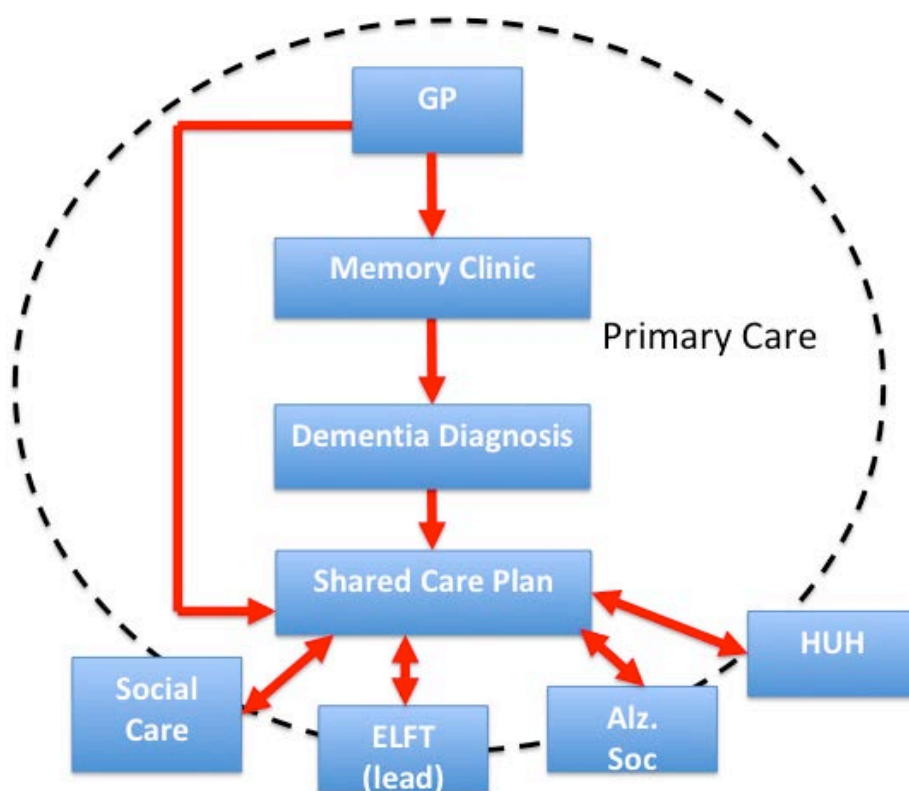 GP
Memory Clinic
Primary Care
Dementia Diagnosis
Shared Care Plan
HUH
Social
Care
Alz.
Soc
ELFT
(lead)